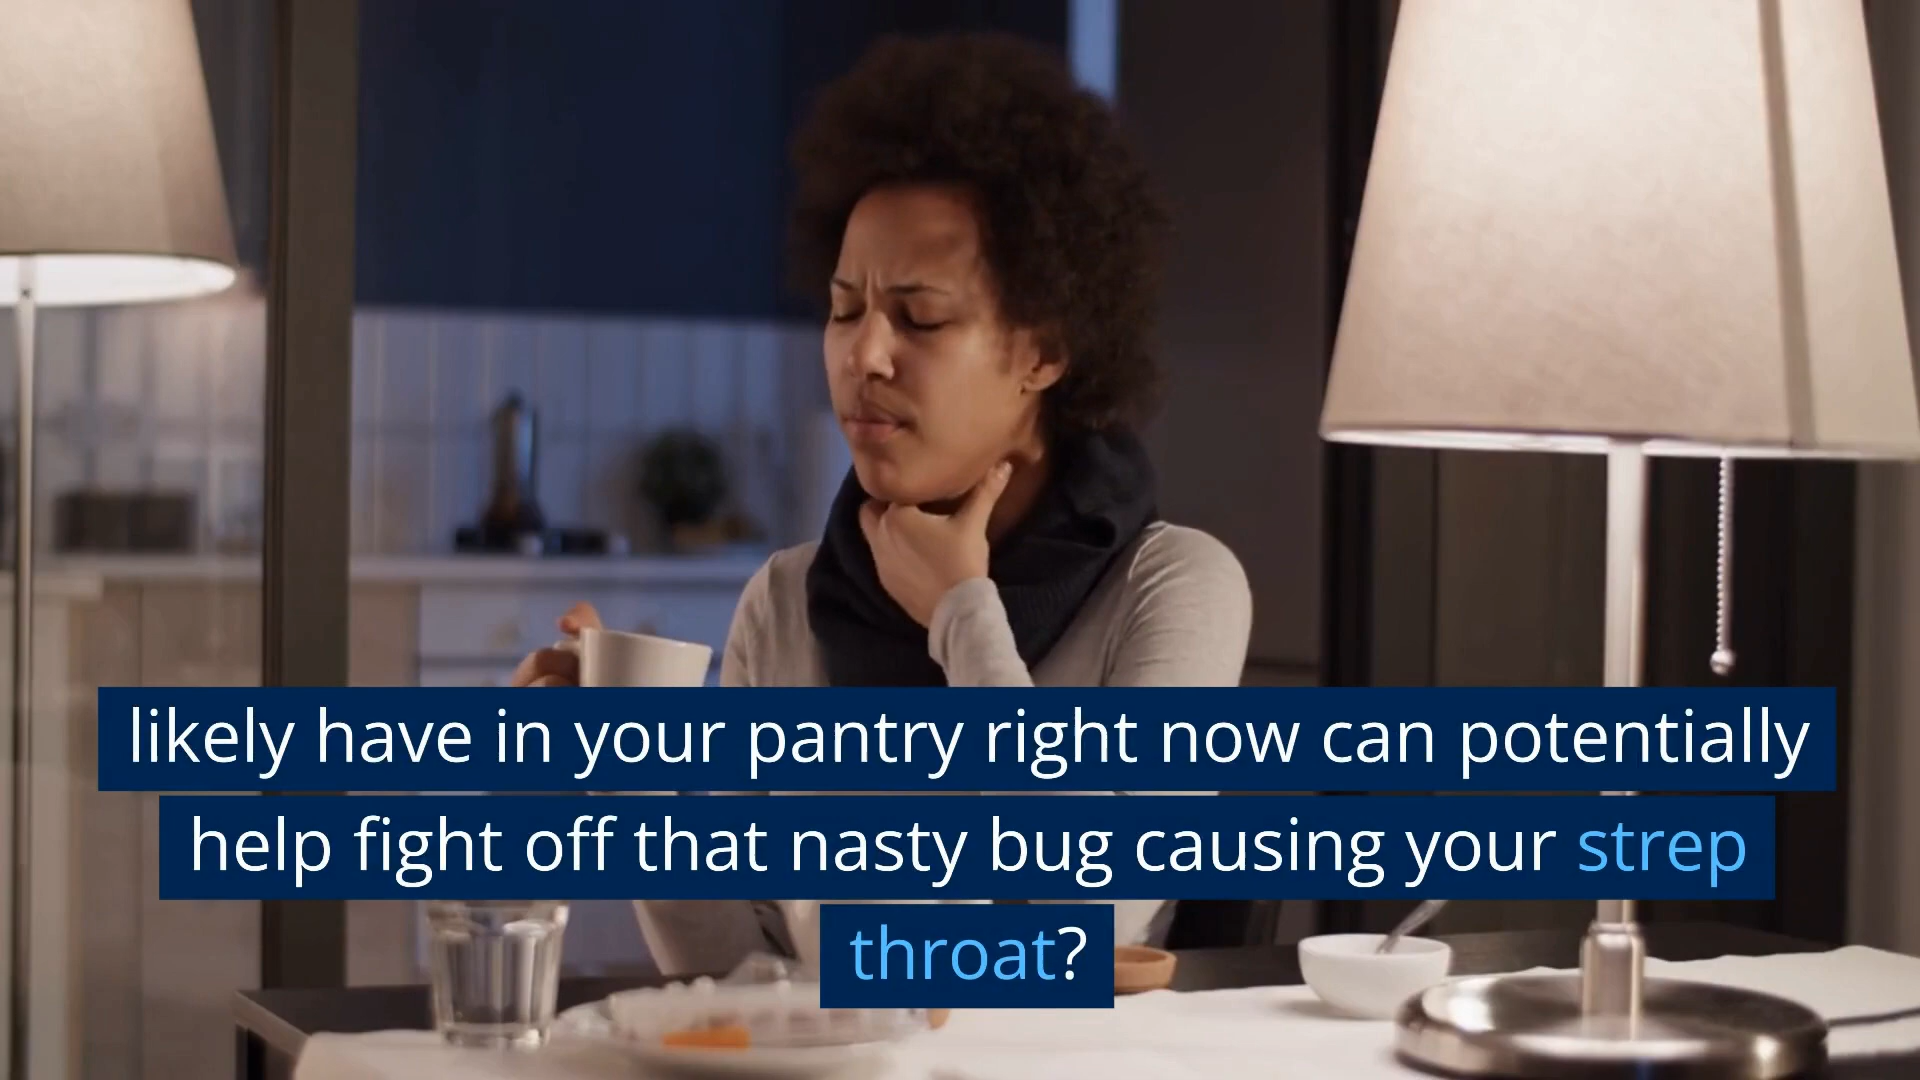 likely have in your pantry right now can potentially
help fight off that nasty bug causing your strep
throat?